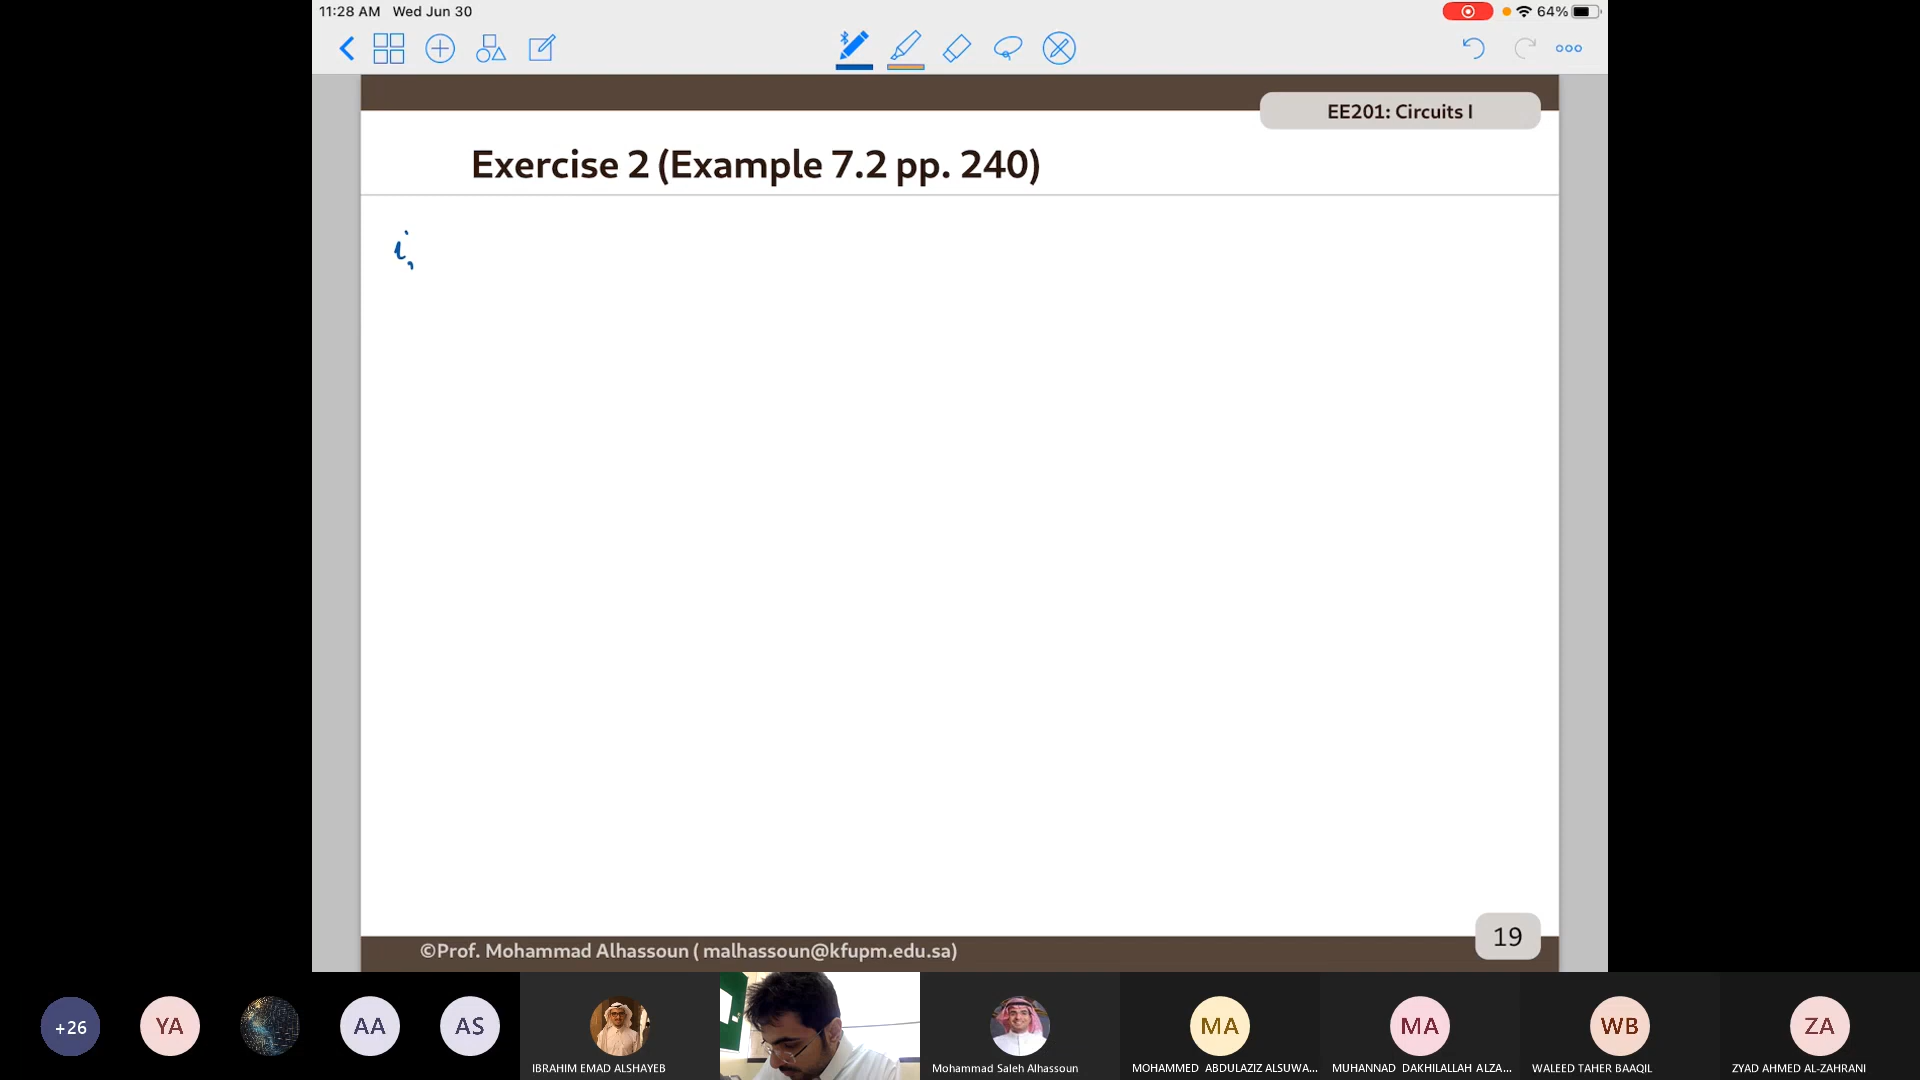 11:28 AM Wed Jun 30
64%
EE201: Circuits I
Exercise 2 (Example 7.2 pp. 240)
i,
©Prof. Mohammad Alhassoun ( malhassoun@kfupm.edu.sa)
19
+26
YA
AA
AS
MA
MA
WB
ZA
IBRAHIM EMAD ALSHAYEB
Mohammad Saleh Alhassoun
MOHAMMED ABDULAZIZ ALSUWA...
MUHANNAD DAKHILALLAH ALZA...
WALEED TAHER BAAQIL
ZYAD AHMED AL-ZAHRANI